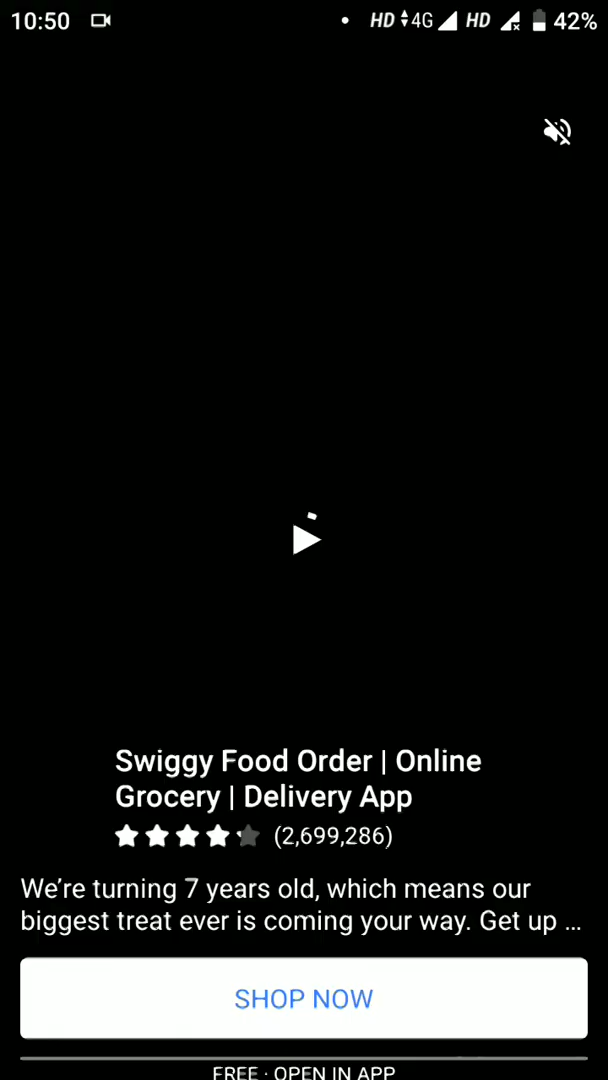 10:50 HD 4G HD 42%
Swiggy Food Order | Online
Grocery | Delivery App
(2,699,286)
We’re turning 7 years old, which means our
biggest treat ever is coming your way. Get up ...
SHOP NOW
FREE · OPEN IN APP